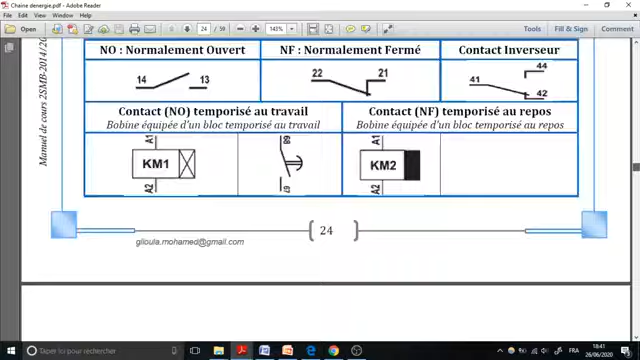 Chaine denergie.pdf - Adobe Reader
File Edit View Window Help
Open
24 / 59
143%
Tools Fill & Sign Comment
NO : Normalement Ouvert NF : Normalement Fermé Contact Inverseur
14 13 22 21 41 44 42
Contact (NO) temporisé au travail
Bobine équipée d'un bloc temporisé au travail
Contact (NF) temporisé au repos
Bobine équipée d'un bloc temporisé au repos
A1 KM1 A2
67
A1 KM2 A2
Manuel de cours 2SMB-2014/20
24
glioula.mohamed@gmail.com
Taper ici pour rechercher
FRA
18:41
26/06/2020